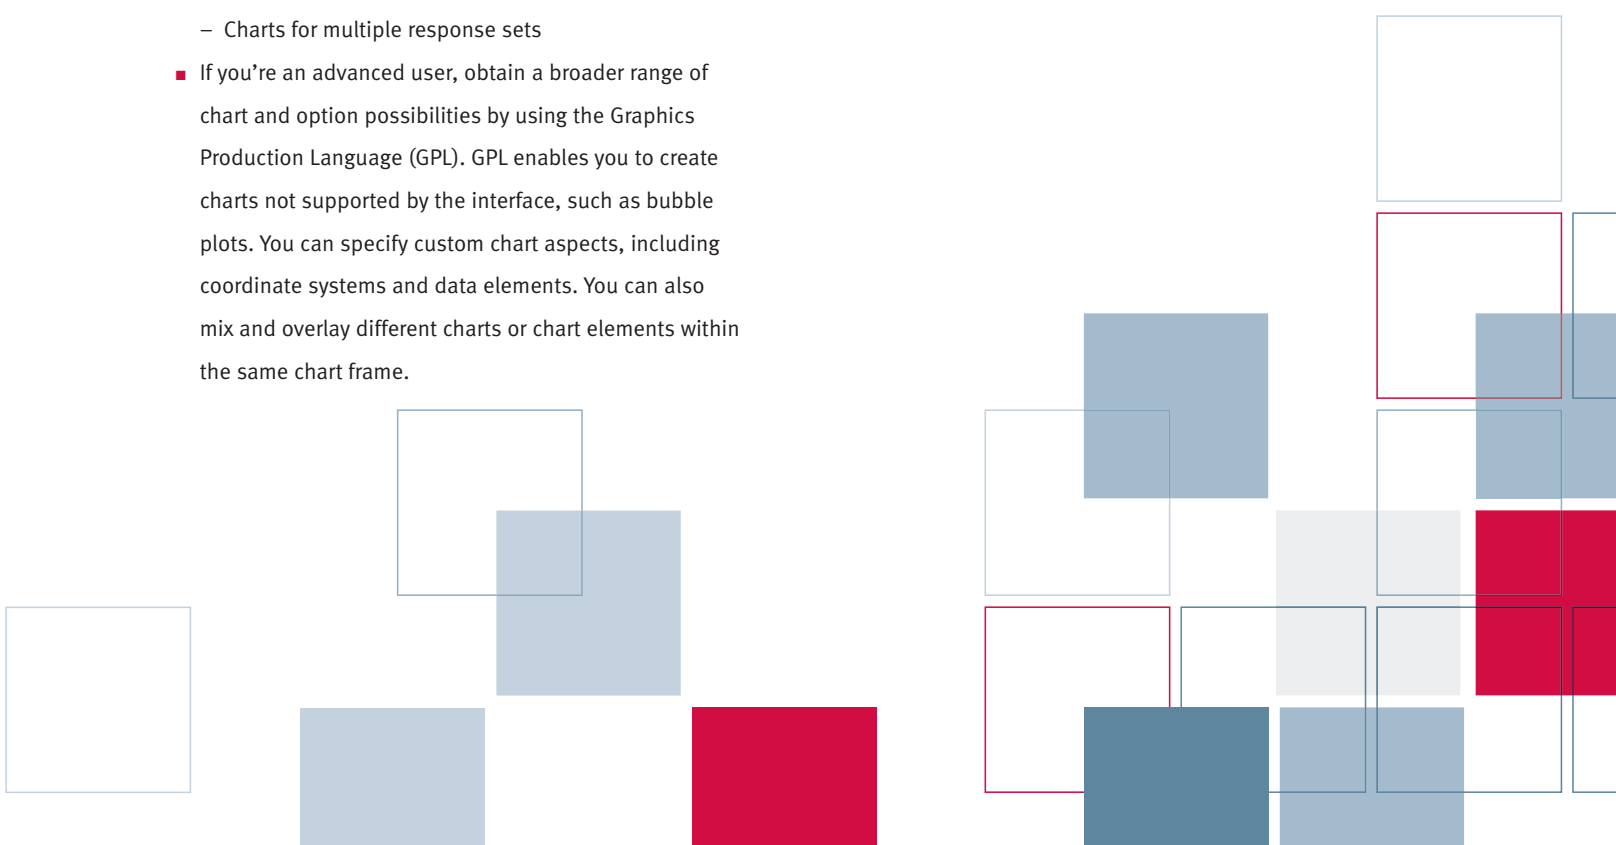 – Charts for multiple response sets
■ If you’re an advanced user, obtain a broader range of
chart and option possibilities by using the Graphics
Production Language (GPL). GPL enables you to create
charts not supported by the interface, such as bubble
plots. You can specify custom chart aspects, including
coordinate systems and data elements. You can also
mix and overlay different charts or chart elements within
the same chart frame.